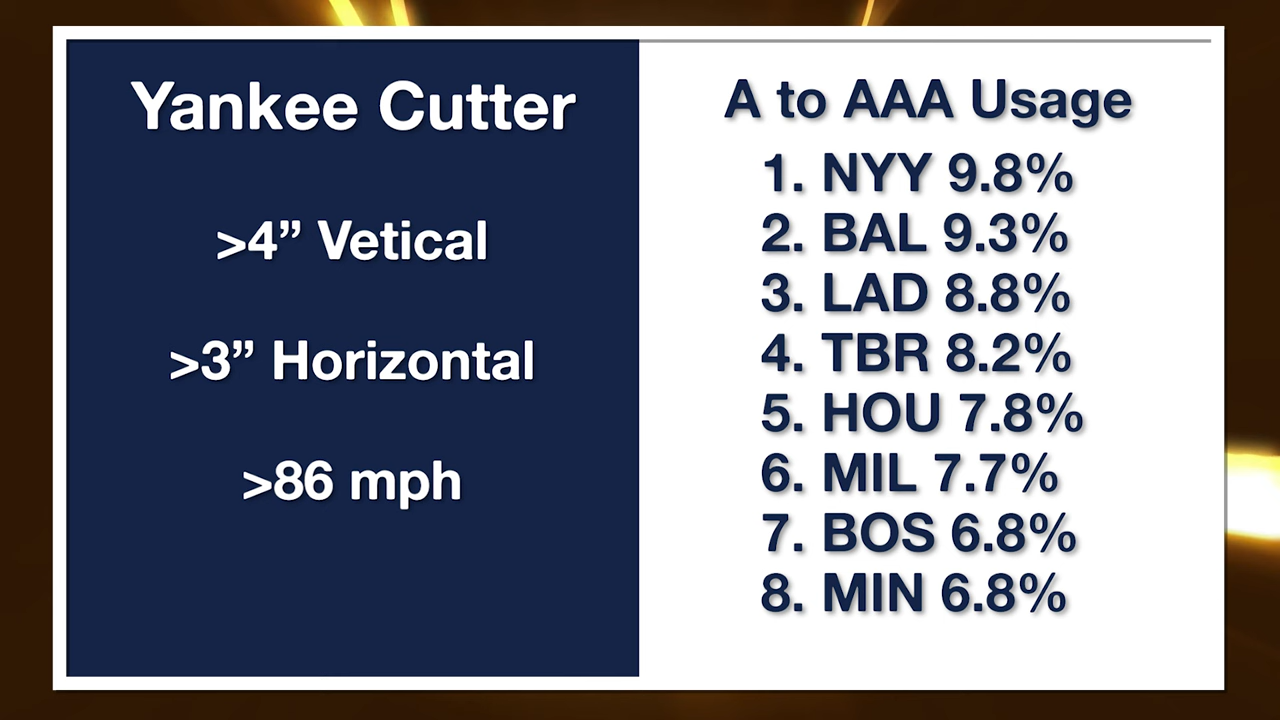 Yankee Cutter
>4” Vetical
>3” Horizontal
>86 mph
A to AAA Usage
1. NYY 9.8%
2. BAL 9.3%
3. LAD 8.8%
4. TBR 8.2%
5. HOU 7.8%
6. MIL 7.7%
7. BOS 6.8%
8. MIN 6.8%